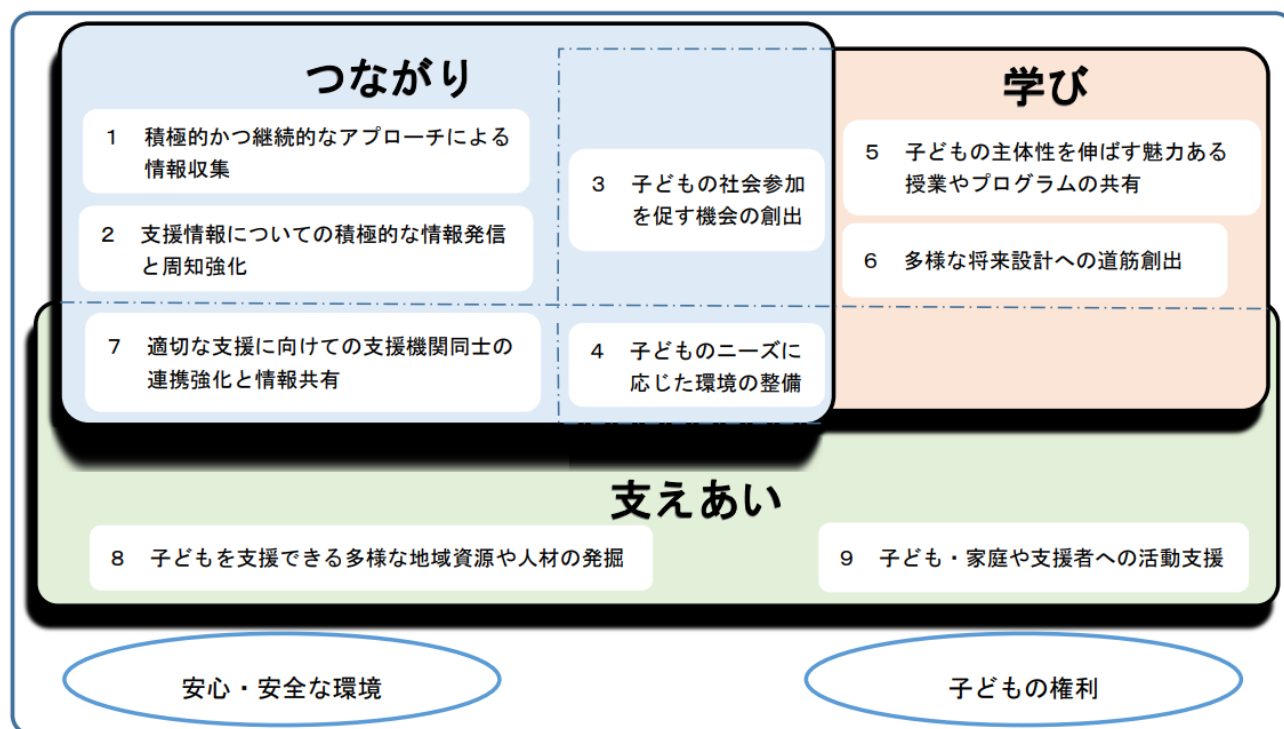 つながり
1 積極的かつ継続的なアプローチによる
情報収集
2 支援情報についての積極的な情報発信
と周知強化
3 子どもの社会参加
を促す機会の創出
学び
5 子どもの主体性を伸ばす魅力ある
授業やプログラムの共有
6 多様な将来設計への道筋創出
7 適切な支援に向けての支援機関同士の
連携強化と情報共有
4 子どものニーズに
応じた環境の整備
支えあい
8 子どもを支援できる多様な地域資源や人材の発掘
9 子ども・家庭や支援者への活動支援
安心・安全な環境
子どもの権利